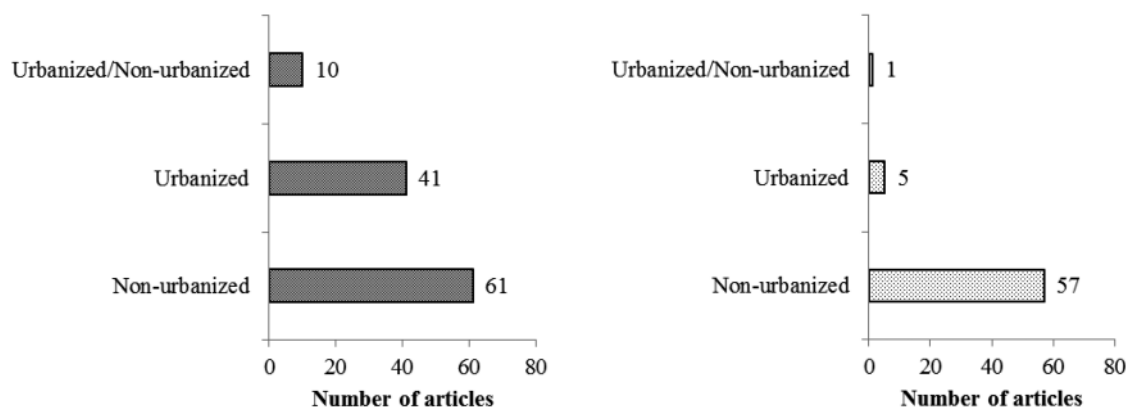 Urbanized/Non-urbanized
10
Urbanized
41
Non-urbanized
61
0 20 40 60 80
Number of articles
Urbanized/Non-urbanized
1
Urbanized
5
Non-urbanized
57
0 20 40 60 80
Number of articles